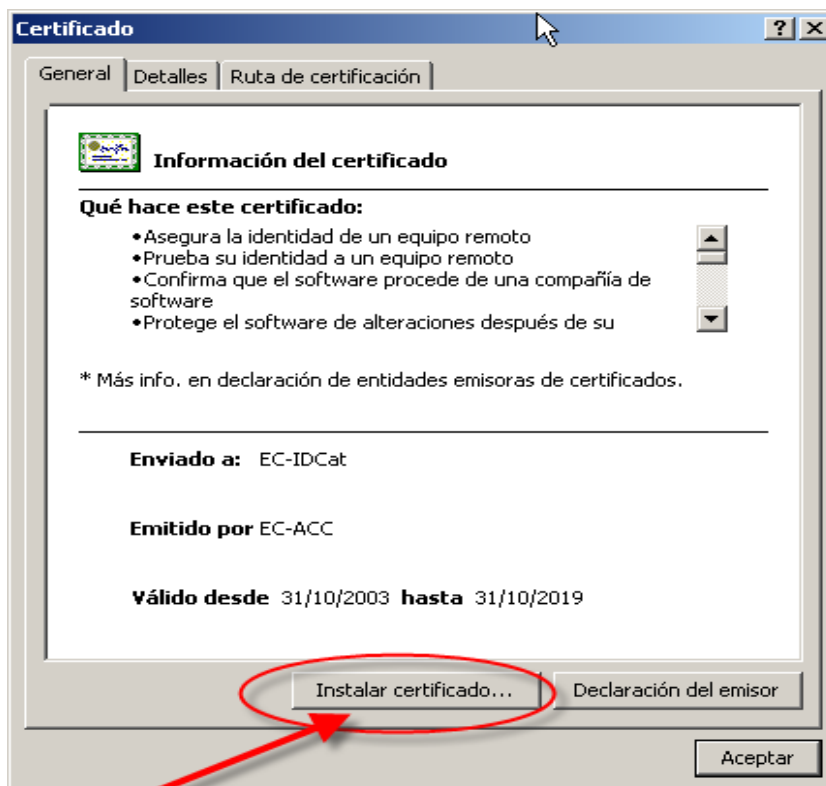 Certificado
General Detalles Ruta de certificación
Información del certificado
Qué hace este certificado:
•Asegura la identidad de un equipo remoto
•Prueba su identidad a un equipo remoto
•Confirma que el software procede de una compañía de
software
•Protege el software de alteraciones después de su
* Más info. en declaración de entidades emisoras de certificados.
Enviado a: EC-IDCat
Emitido por EC-ACC
Válido desde 31/10/2003 hasta 31/10/2019
Instalar certificado... Declaración del emisor
Aceptar